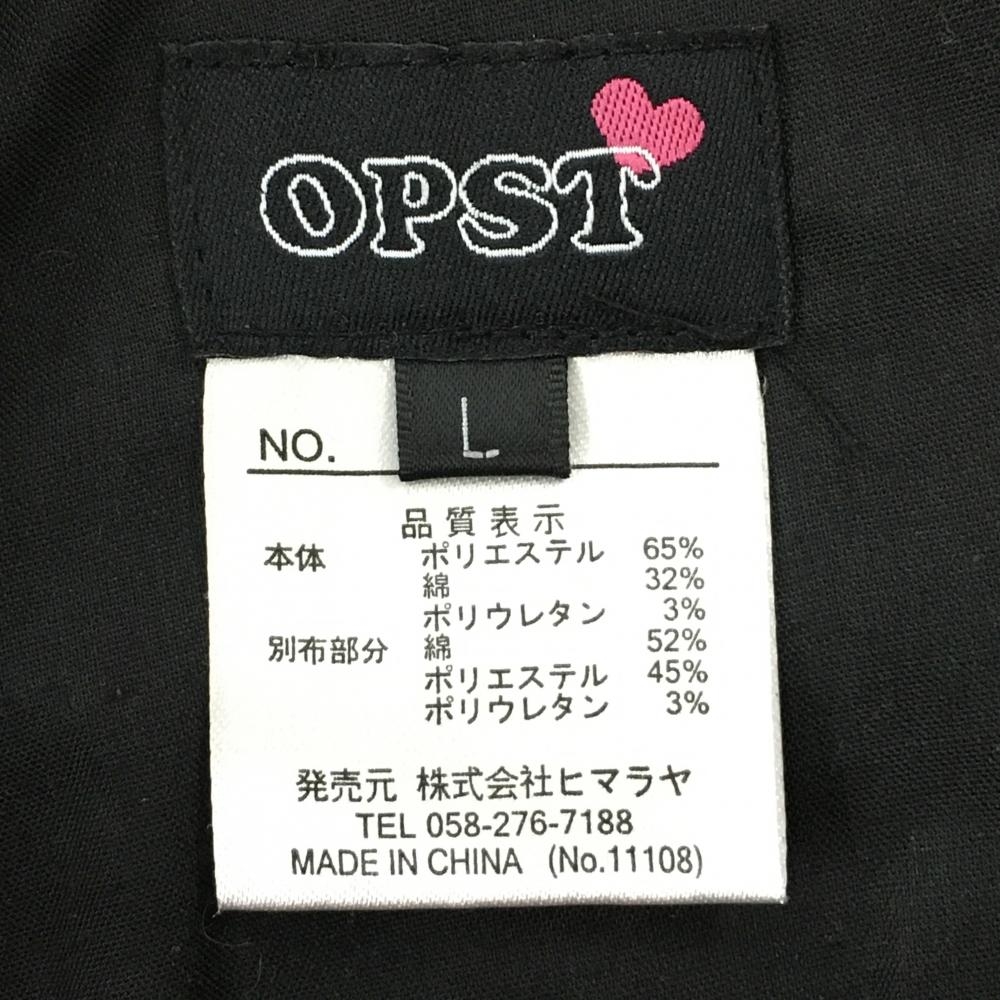 OPST
L
NO.
品質表示
本体 ポリエステル 65%
綿 32%
ポリウレタン 3%
別布部分 綿 52%
ポリエステル 45%
ポリウレタン 3%
発売元 株式会社ヒマラヤ
TEL 058-276-7188
MADE IN CHINA (No.11108)